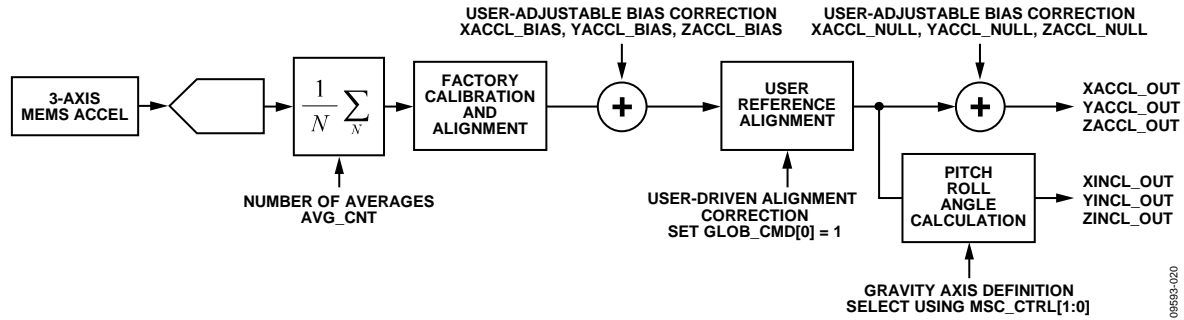 USER-ADJUSTABLE BIAS CORRECTION
XACCL_BIAS, YACCL_BIAS, ZACCL_BIAS
USER-ADJUSTABLE BIAS CORRECTION
XACCL_NULL, YACCL_NULL, ZACCL_NULL
3-AXIS
MEMS ACCEL
1
N
∑
N
FACTORY
CALIBRATION
AND
ALIGNMENT
+
USER
REFERENCE
ALIGNMENT
+
XACCL_OUT
YACCL_OUT
ZACCL_OUT
NUMBER OF AVERAGES
AVG_CNT
USER-DRIVEN ALIGNMENT
CORRECTION
SET GLOB_CMD[0] = 1
PITCH
ROLL
ANGLE
CALCULATION
XINCL_OUT
YINCL_OUT
ZINCL_OUT
GRAVITY AXIS DEFINITION
SELECT USING MSC_CTRL[1:0]
09593-020